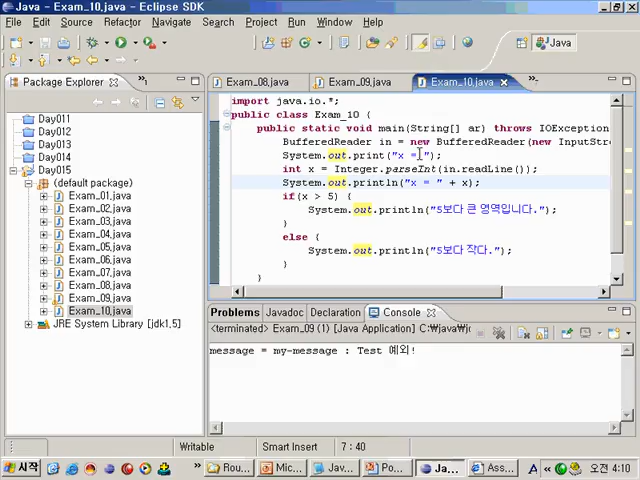 Java - Exam_10.java - Eclipse SDK
File Edit Source Refactor Navigate Search Project Run Window Help
Java
Package Explorer
Exam_08.java Exam_09.java Exam_10.java
Day011
Day012
Day013
Day014
Day015
(default package)
Exam_01.java
Exam_02.java
Exam_03.java
Exam_04.java
Exam_05.java
Exam_06.java
Exam_07.java
Exam_08.java
Exam_09.java
Exam_10.java
JRE System Library [jdk1,5]
import java.io.*;
public class Exam_10 {
public static void main(String[] ar) throws IOException
BufferedReader in = new BufferedReader(new InputStre
System.out.print("x = ");
int x = Integer.parseInt(in.readLine());
System.out.println("x = " + x);
if(x > 5) {
System.out.println("5보다 큰 영역입니다.");
}
else {
System.out.println("5보다 작다.");
}
}
Problems Javadoc Declaration Console
<terminated> Exam_09 (1) [Java Application] C:₩java₩
message = my-message : Test 예외!
Writable Smart Insert 7 : 40
시작 Rou... Mic... Jav... Po... Ja... Ass... A 오전 4:10